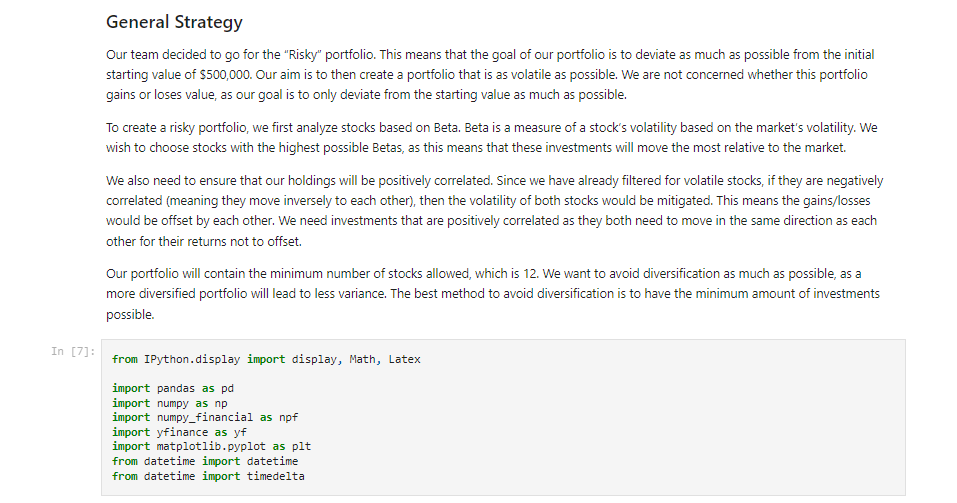 General Strategy
Our team decided to go for the “Risky” portfolio. This means that the goal of our portfolio is to deviate as much as possible from the initial
starting value of $500,000. Our aim is to then create a portfolio that is as volatile as possible. We are not concerned whether this portfolio
gains or loses value, as our goal is to only deviate from the starting value as much as possible.
To create a risky portfolio, we first analyze stocks based on Beta. Beta is a measure of a stock’s volatility based on the market’s volatility. We
wish to choose stocks with the highest possible Betas, as this means that these investments will move the most relative to the market.
We also need to ensure that our holdings will be positively correlated. Since we have already filtered for volatile stocks, if they are negatively
correlated (meaning they move inversely to each other), then the volatility of both stocks would be mitigated. This means the gains/losses
would be offset by each other. We need investments that are positively correlated as they both need to move in the same direction as each
other for their returns not to offset.
Our portfolio will contain the minimum number of stocks allowed, which is 12. We want to avoid diversification as much as possible, as a
more diversified portfolio will lead to less variance. The best method to avoid diversification is to have the minimum amount of investments
possible.
In [7]:
from IPython.display import display, Math, Latex
import pandas as pd
import numpy as np
import numpy_financial as npf
import yfinance as yf
import matplotlib.pyplot as plt
from datetime import datetime
from datetime import timedelta